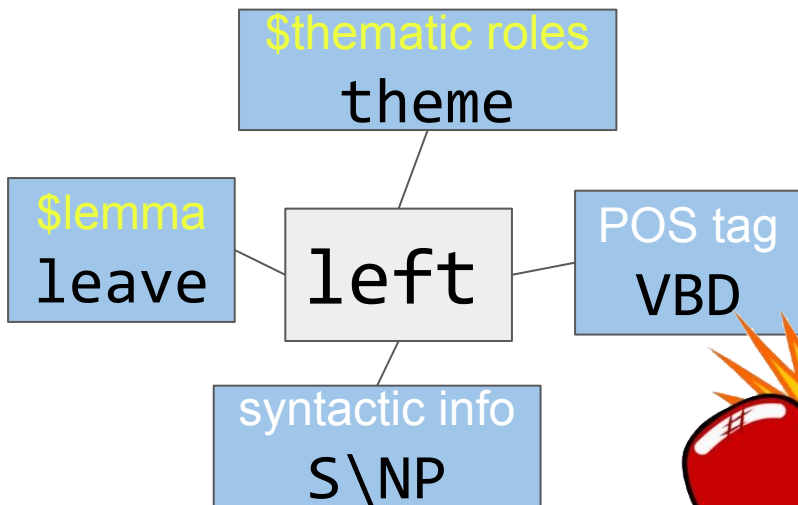 $thematic roles
theme
$lemma
leave
left
POS tag
VBD
syntactic info
S\NP